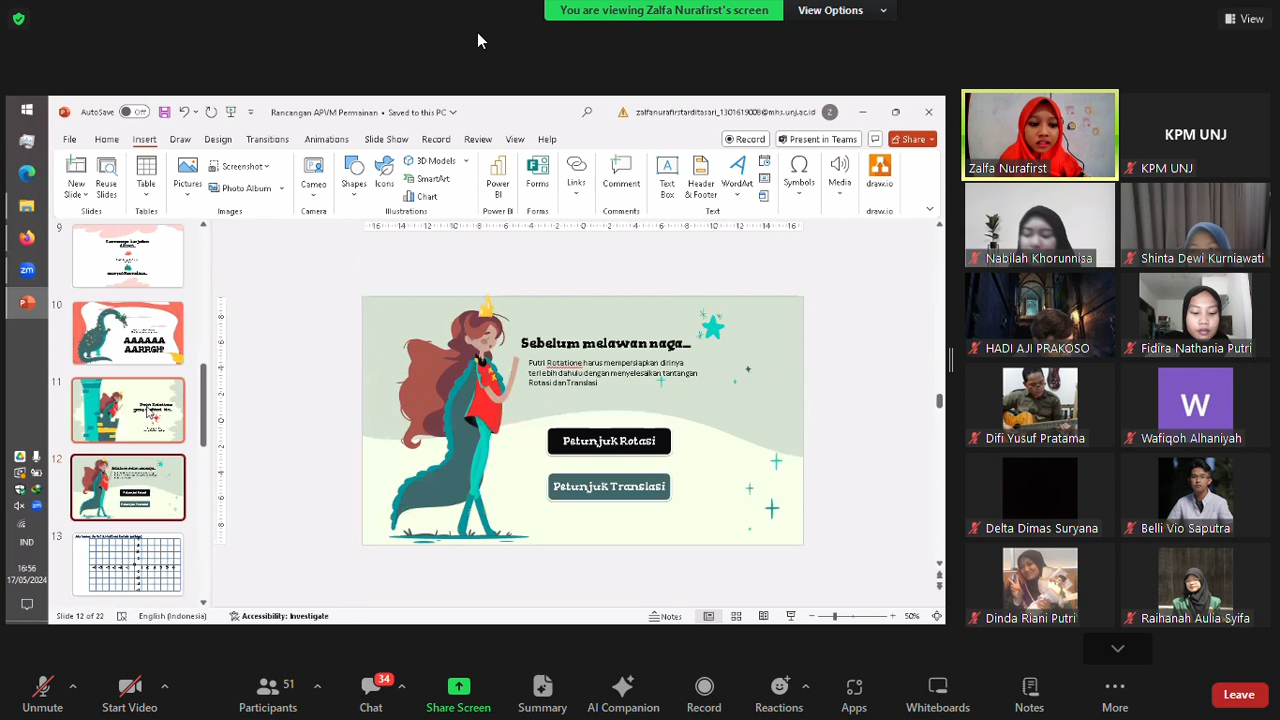 You are viewing Zalfa Nurafirst's screen
View Options
View
AutoSave Off
Rancangan APVM Permainan - Saved to this PC
zalfanurafirstarditasari_1301619008@mhs.unj.ac.id
Z
File Home Insert Draw Design Transitions Animations Slide Show Record Review View Help
Record
Present in Teams
Share
New Slide
Reuse Slides
Table
Pictures
Screenshot
Photo Album
Cameo
Shapes
Icons
3D Models
SmartArt
Chart
Power BI
Forms
Links
Comment
Text Box
Header & Footer
WordArt
Symbols
Media
draw.io
Slides
Tables
Images
Camera
Illustrations
Power BI
Forms
Comments
Text
draw.io
9
10
AAAAAA
AARRGH!
11
12
13
Sebelum melawan naga...
Putri Rotatione harus mempersiapkan dirinya
terlebih dahulu dengan menyelesaikan tantangan
Rotasi dan Translasi
Petunjuk Rotasi
Petunjuk Translasi
IND
16:56
17/05/2024
Slide 12 of 22
English (Indonesia)
Accessibility: Investigate
Notes
50%
Zalfa Nurafirst
KPM UNJ
KPM UNJ
Nabilah Khorunnisa
Shinta Dewi Kurniawati
HADI AJI PRAKOSO
Fidira Nathania Putri
Difi Yusuf Pratama
W
Wafiqoh Alhaniyah
Delta Dimas Suryana
Belli Vio Saputra
Dinda Riani Putri
Raihanah Aulia Syifa
Unmute
Start Video
51
Participants
34
Chat
Share Screen
Summary
AI Companion
Record
Reactions
Apps
Whiteboards
Notes
More
Leave